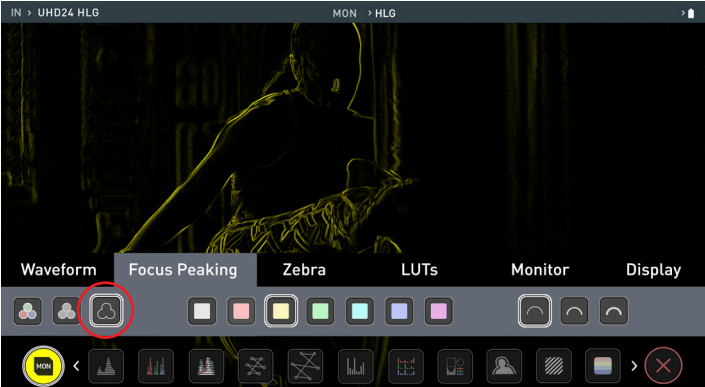 IN > UHD24 HLG
MON > HLG
>
Waveform
Focus Peaking
Zebra
LUTs
Monitor
Display
MON